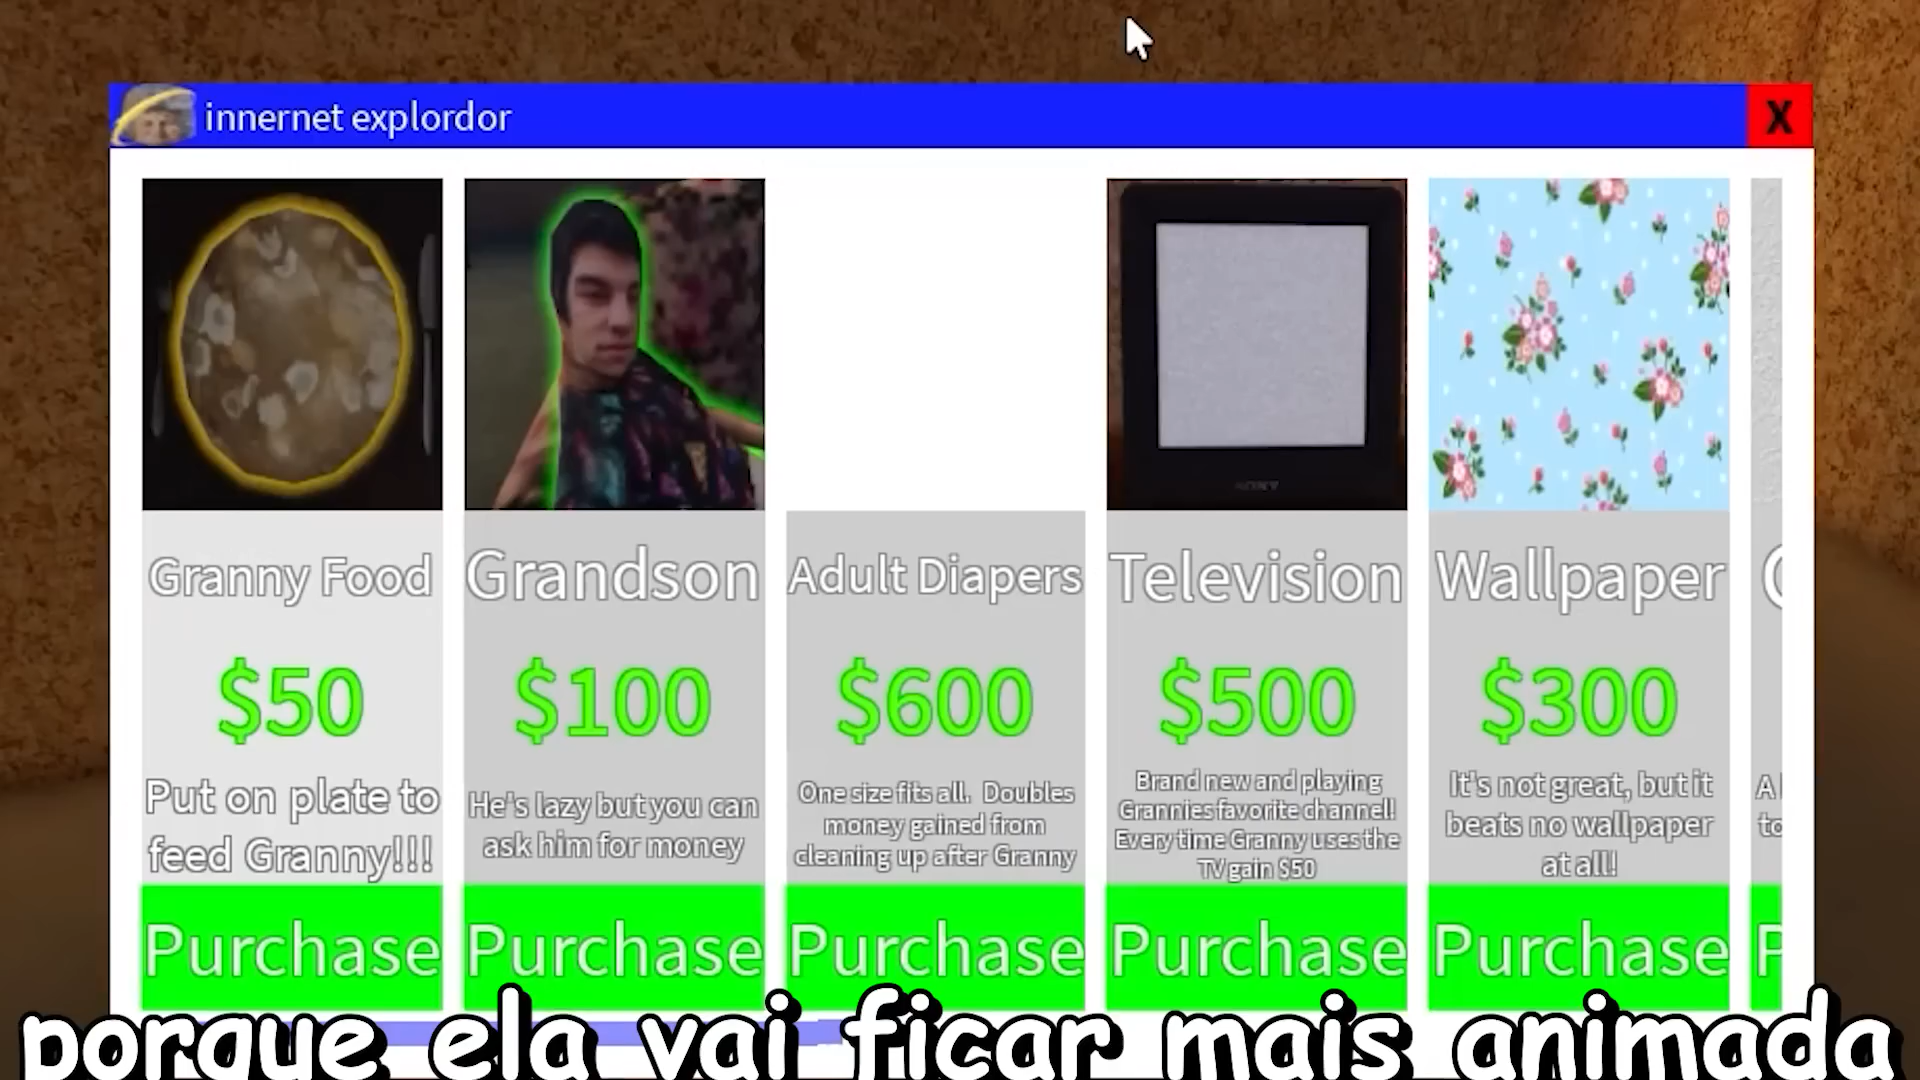 innernet explordor
X
Granny Food
$50
Put on plate to
feed Granny!!!
Purchase
Grandson
$100
He's lazy but you can
ask him for money
Purchase
SONY
Adult Diapers
$600
One size fits all. Doubles
money gained from
cleaning up after Granny
Purchase
Television
$500
Brand new and playing
Grannies favorite channel!
Every time Granny uses the
TV gain $50
Purchase
Wallpaper
$300
It's not great, but it
beats no wallpaper
at all!
Purchase
porque ela vai ficar mais animada